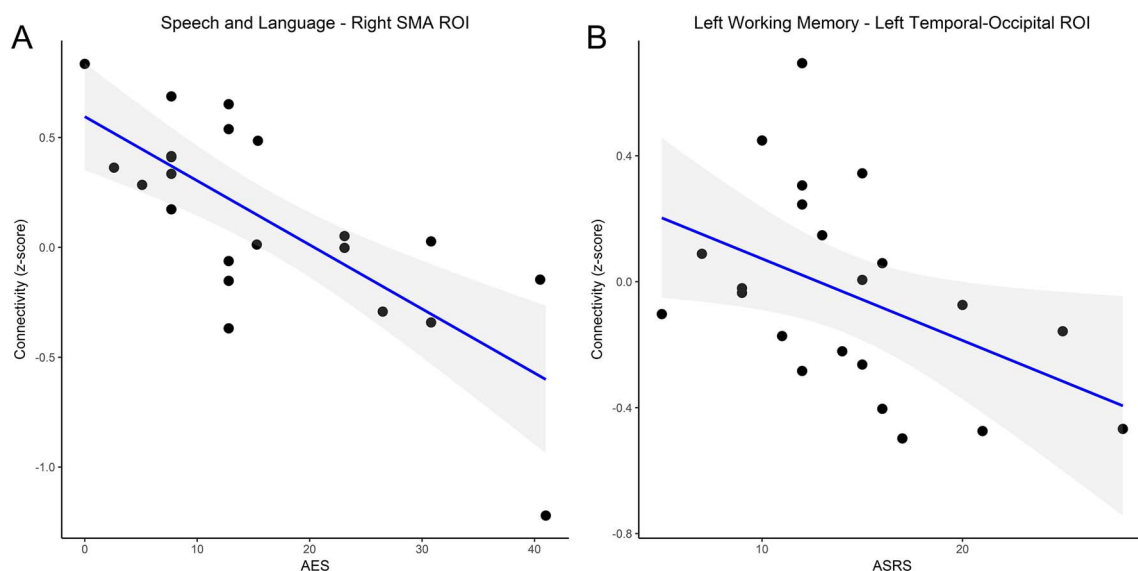 A
Speech and Language - Right SMA ROI
Connectivity (z-score)
0.5
0.0
-0.5
-1.0
0
10
20
30
40
AES
B
Left Working Memory - Left Temporal-Occipital ROI
Connectivity (z-score)
0.4
0.0
-0.4
-0.8
10
20
ASRS